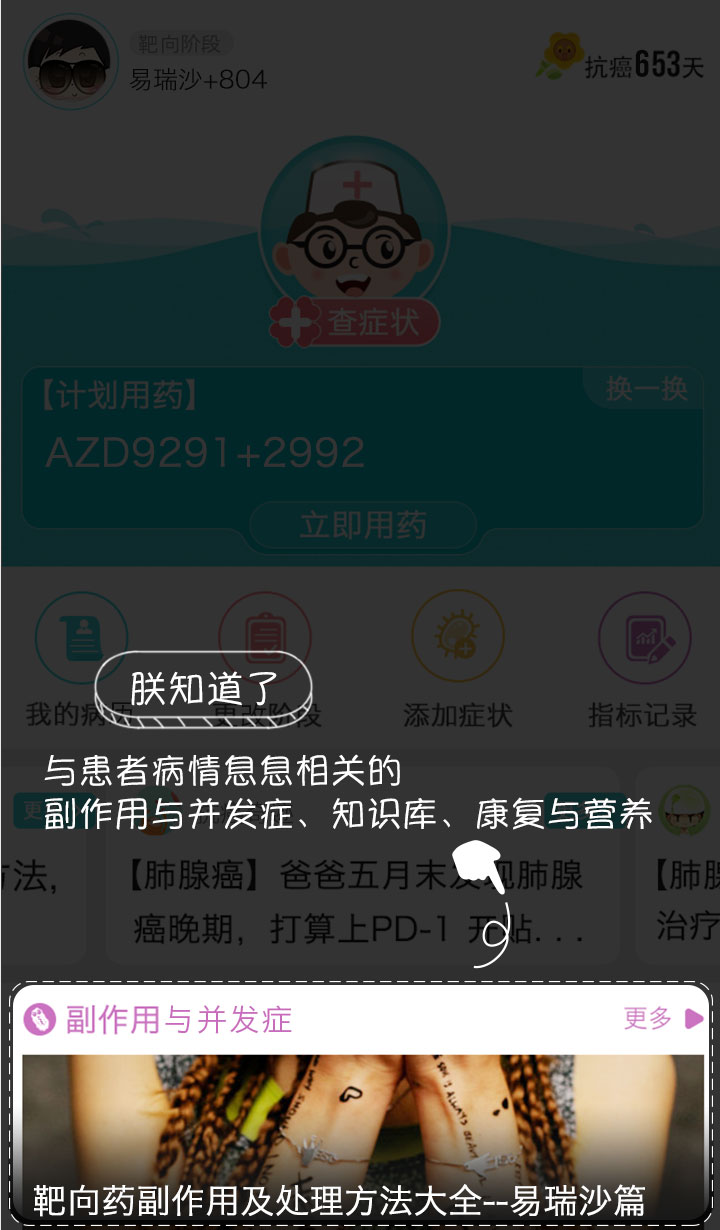 靶向阶段
易瑞沙+804
抗癌653天
查症状
【计划用药】
换一换
AZD9291+2992
立即用药
朕知道了
我的病历
更改阶段
添加症状
指标记录
与患者病情息息相关的
副作用与并发症、知识库、康复与营养
更
方法,
【肺腺癌】爸爸五月末发现肺腺
癌晚期，打算上PD-1 开贴...
【肺腺
治疗
副作用与并发症
更多
靶向药副作用及处理方法大全--易瑞沙篇